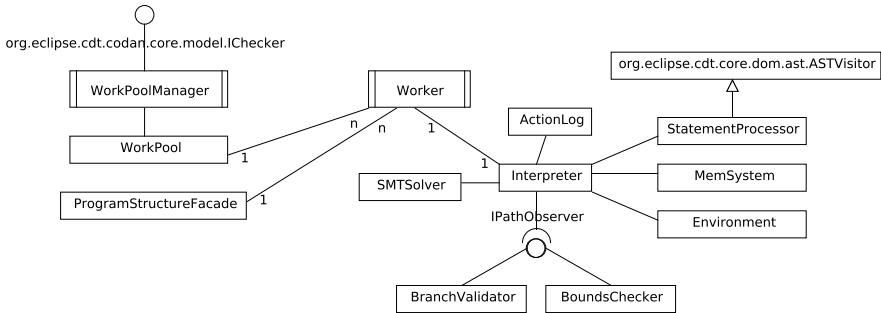 org.eclipse.cdt.codan.core.model.IChecker
org.eclipse.cdt.core.dom.ast.ASTVisitor
WorkPoolManager
Worker
ActionLog
n
n
1
StatementProcessor
WorkPool
1
1
Interpreter
MemSystem
SMTSolver
ProgramStructureFacade
1
IPathObserver
Environment
BranchValidator
BoundsChecker